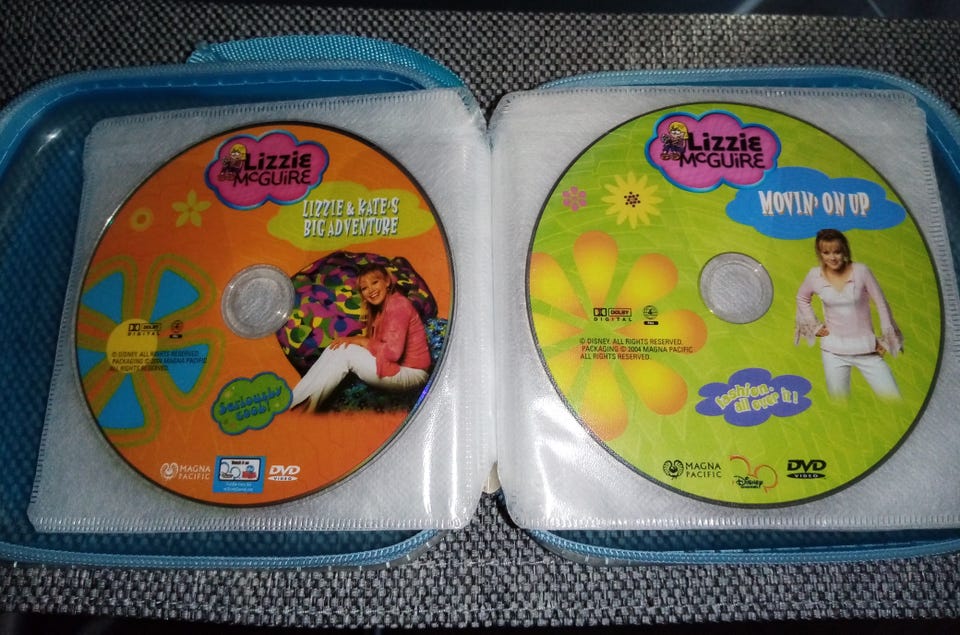 Lizzie
McGuire
LIZZIE & KATE'S
BIG ADVENTURE
DOLBY
DIGITAL
© DISNEY. ALL RIGHTS RESERVED.
PACKAGING © 2004 MAGNA PACIFIC
ALL RIGHTS RESERVED.
Seriously
Good!
MAGNA
PACIFIC
DVD
VIDEO
Lizzie
McGuire
MOVIN' ON UP
DOLBY
DIGITAL
© DISNEY. ALL RIGHTS RESERVED.
PACKAGING © 2004 MAGNA PACIFIC
ALL RIGHTS RESERVED.
fashion.
all over it!
MAGNA
PACIFIC
Disney
DVD
VIDEO